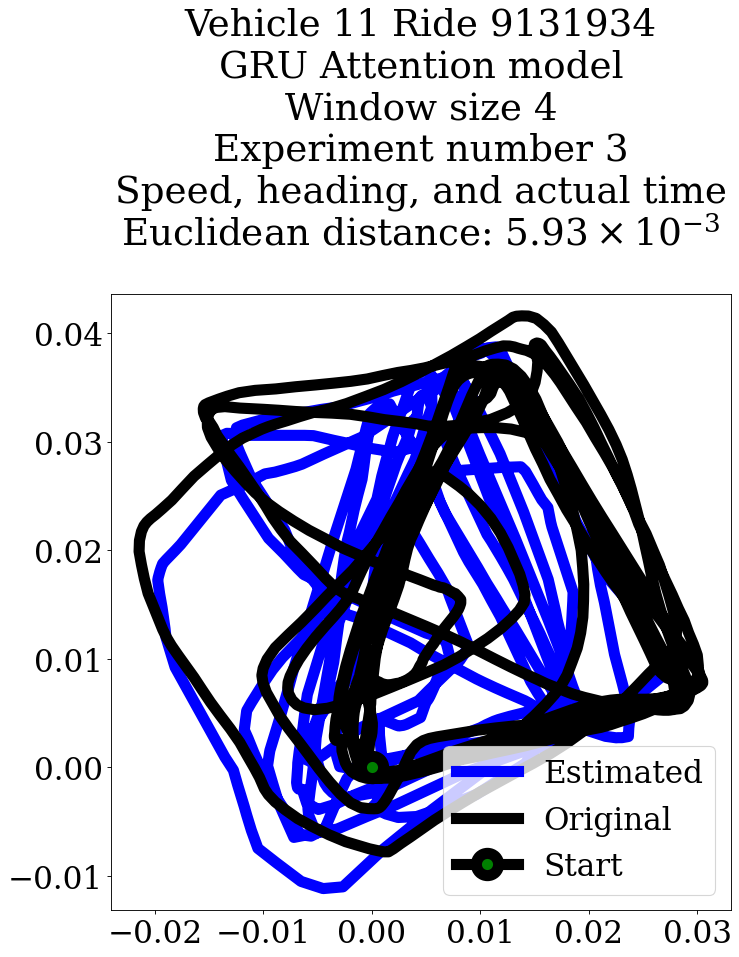 Vehicle 11 Ride 9131934
GRU Attention model
Window size 4
Experiment number 3
Speed, heading, and actual time
Euclidean distance: 5.93 × 10⁻³
0.04
0.03
0.02
0.01
0.00
−0.01
Estimated
Original
Start
−0.02 −0.01 0.00 0.01 0.02 0.03